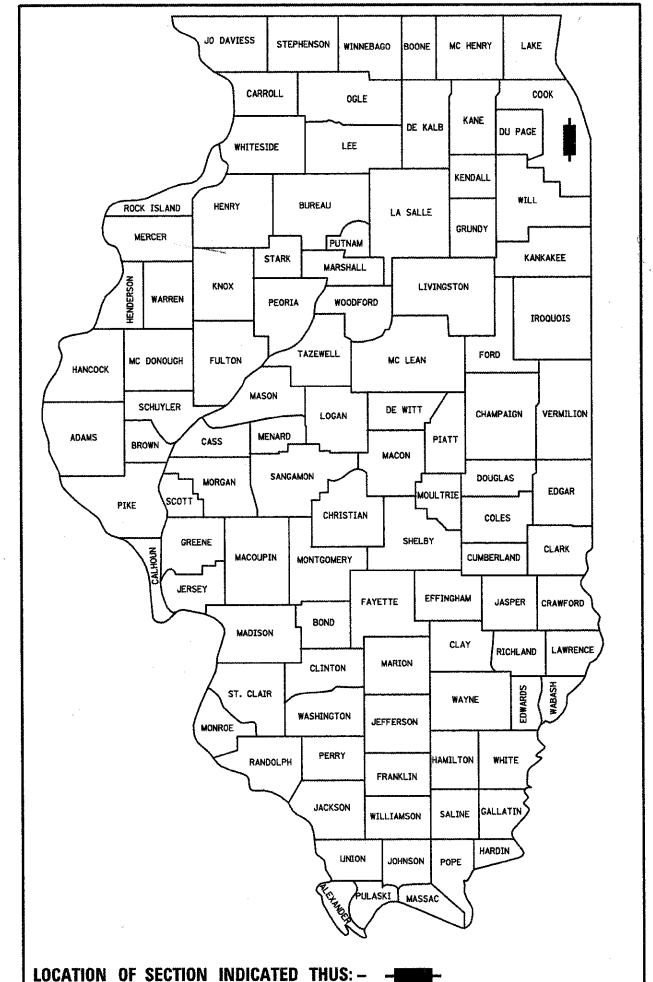 JO DAVIESS STEPHENSON WINNEBAGO BOONE MC HENRY LAKE
CARROLL OGLE DE KALB KANE COOK
DU PAGE
WHITESIDE LEE
KENDALL
ROCK ISLAND HENRY BUREAU LA SALLE WILL
MERCER PUTNAM GRUNDY
STARK MARSHALL KANKAKEE
HENDERSON WARREN KNOX PEORIA WOODFORD LIVINGSTON IROQUOIS
HANCOCK MC DONOUGH FULTON TAZEWELL MC LEAN FORD
MASON
SCHUYLER LOGAN DE WITT CHAMPAIGN VERMILION
ADAMS BROWN CASS MENARD MACON PIATT
MORGAN SANGAMON DOUGLAS
PIKE SCOTT CHRISTIAN MOULTRIE EDGAR
COLES
GREENE MACOUPIN MONTGOMERY SHELBY CUMBERLAND CLARK
CALHOUN JERSEY
FAYETTE EFFINGHAM JASPER CRAWFORD
MADISON BOND
CLAY RICHLAND LAWRENCE
CLINTON MARION
ST. CLAIR WAYNE EDWARDS WABASH
WASHINGTON JEFFERSON
MONROE
RANDOLPH PERRY HAMILTON WHITE
FRANKLIN
JACKSON WILLIAMSON SALINE GALLATIN
UNION JOHNSON POPE HARDIN
ALEXANDER PULASKI MASSAC
LOCATION OF SECTION INDICATED THUS: –